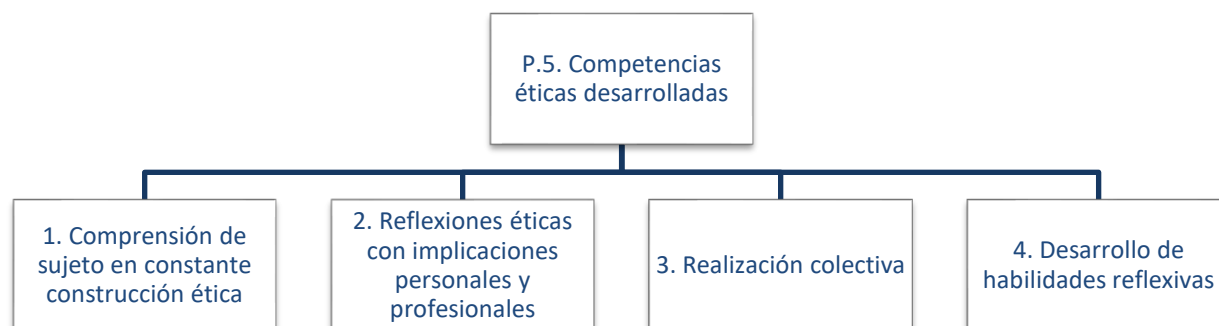 P.5. Competencias
éticas desarrolladas
1. Comprensión de
sujeto en constante
construcción ética
2. Reflexiones éticas
con implicaciones
personales y
profesionales
3. Realización colectiva
4. Desarrollo de
habilidades reflexivas